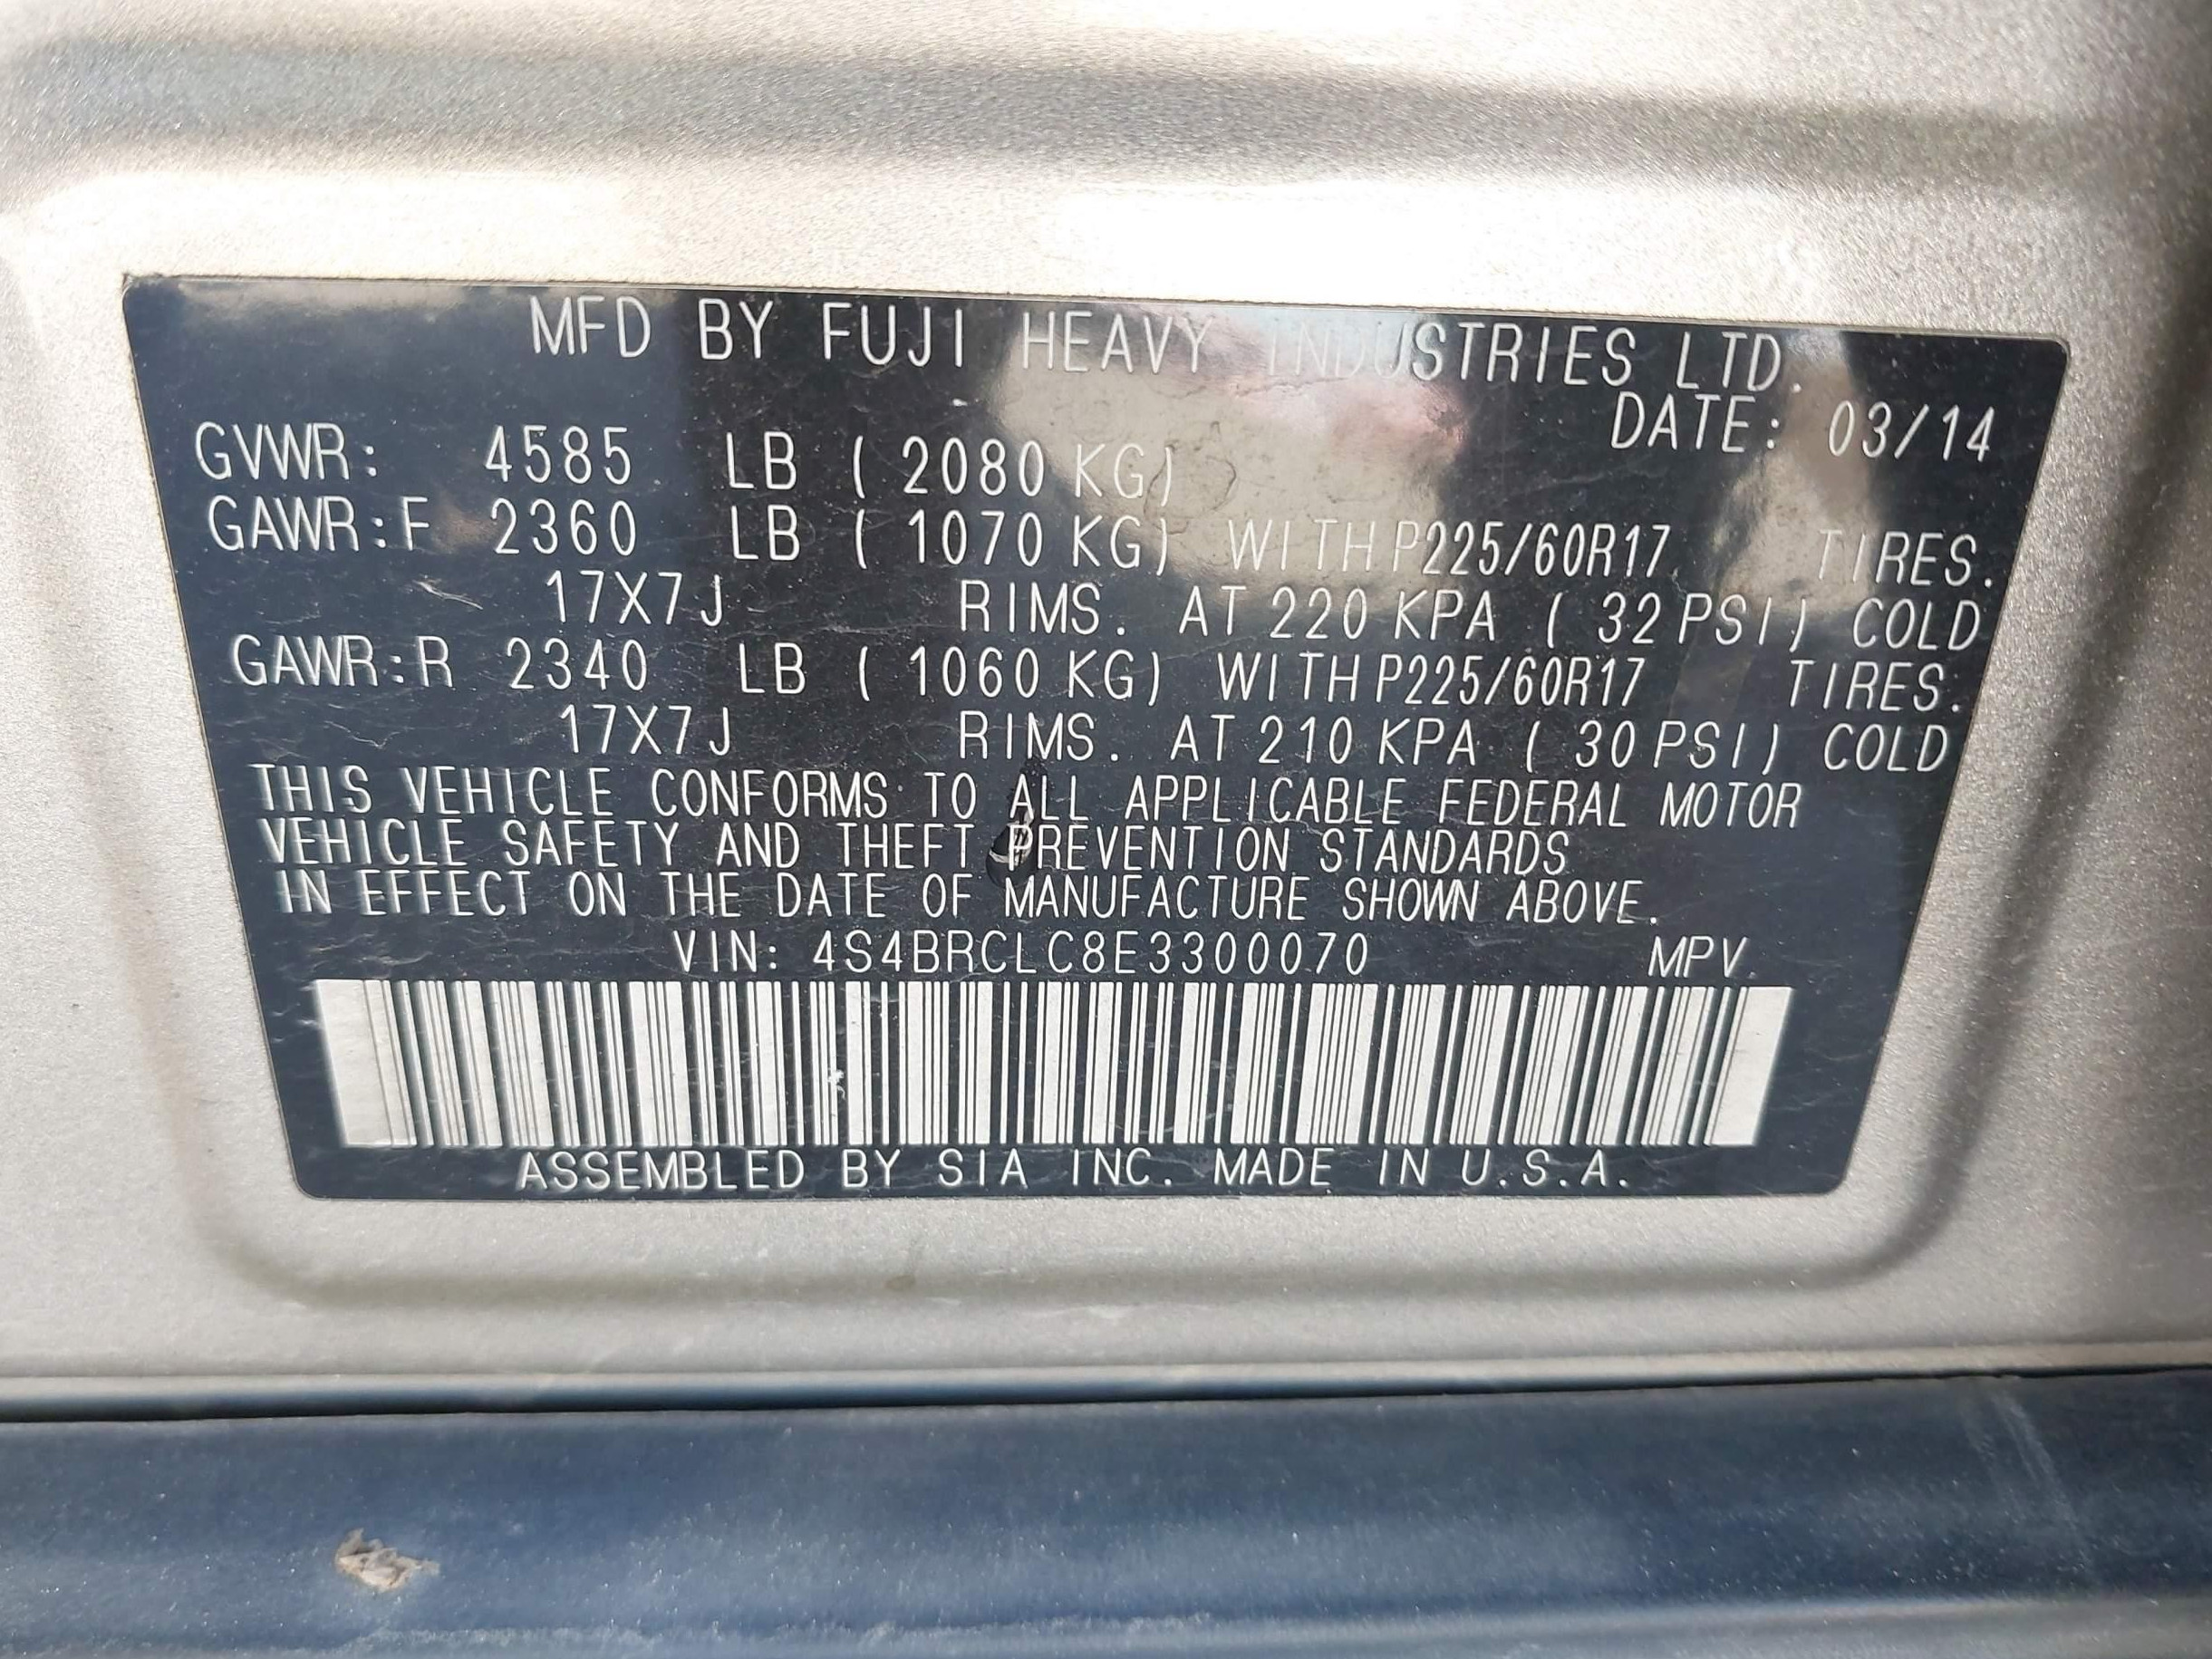 MFD BY FUJI HEAVY INDUSTRIES LTD.
DATE: 03/14
GVWR: 4585 LB ( 2080 KG)
GAWR:F 2360 LB ( 1070 KG) WITH P225/60R17 TIRES.
17X7J RIMS. AT 220 KPA ( 32 PSI) COLD
GAWR:R 2340 LB ( 1060 KG) WITH P225/60R17 TIRES.
17X7J RIMS. AT 210 KPA ( 30 PSI) COLD
THIS VEHICLE CONFORMS TO ALL APPLICABLE FEDERAL MOTOR
VEHICLE SAFETY AND THEFT PREVENTION STANDARDS
IN EFFECT ON THE DATE OF MANUFACTURE SHOWN ABOVE.
VIN: 4S4BRCLC8E3300070 MPV
ASSEMBLED BY SIA INC. MADE IN U.S.A.